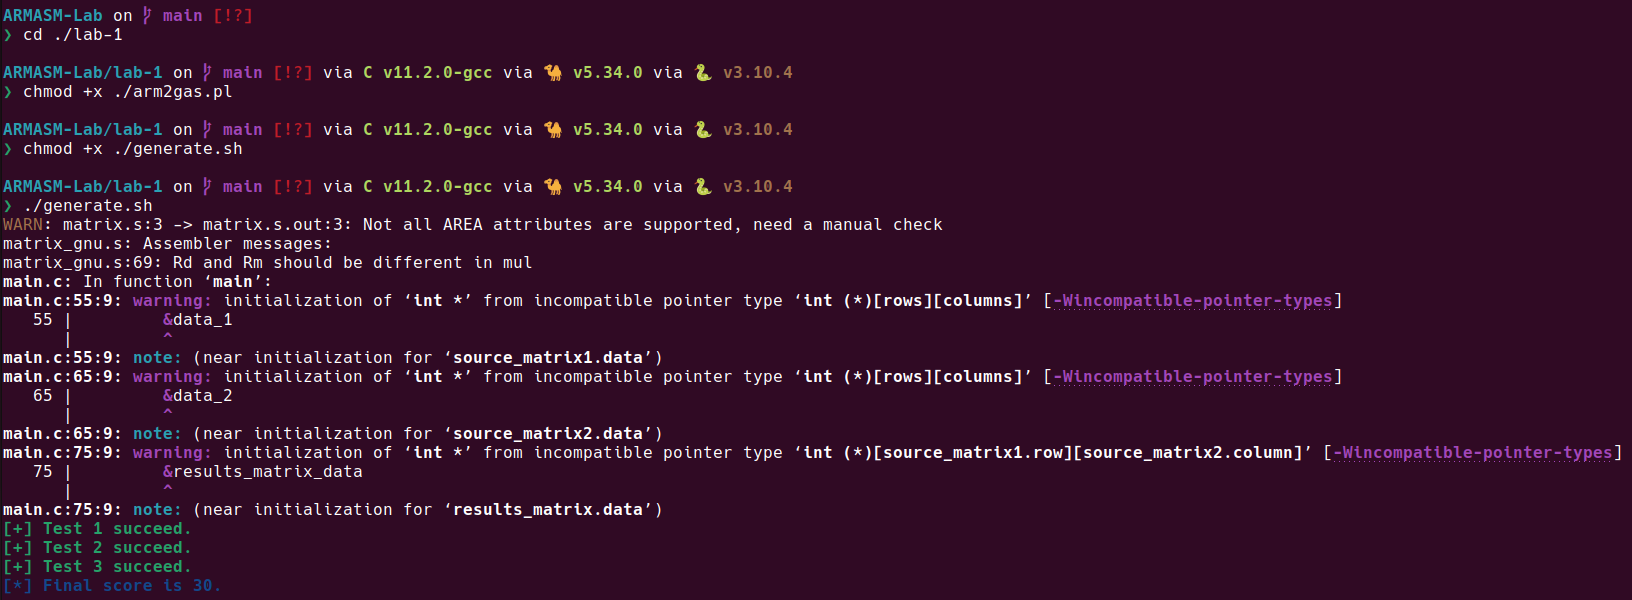 ARMASM-Lab on main [!?]
❯ cd ./lab-1
ARMASM-Lab/lab-1 on main [!?] via C v11.2.0-gcc via 🐪 v5.34.0 via 🐍 v3.10.4
❯ chmod +x ./arm2gas.pl
ARMASM-Lab/lab-1 on main [!?] via C v11.2.0-gcc via 🐪 v5.34.0 via 🐍 v3.10.4
❯ chmod +x ./generate.sh
ARMASM-Lab/lab-1 on main [!?] via C v11.2.0-gcc via 🐪 v5.34.0 via 🐍 v3.10.4
❯ ./generate.sh
WARN: matrix.s:3 -> matrix.s.out:3: Not all AREA attributes are supported, need a manual check
matrix_gnu.s: Assembler messages:
matrix_gnu.s:69: Rd and Rm should be different in mul
main.c: In function ‘main’:
main.c:55:9: warning: initialization of ‘int *’ from incompatible pointer type ‘int (*)[rows][columns]’ [-Wincompatible-pointer-types]
   55 |         &data_1
      |         ^
main.c:55:9: note: (near initialization for ‘source_matrix1.data’)
main.c:65:9: warning: initialization of ‘int *’ from incompatible pointer type ‘int (*)[rows][columns]’ [-Wincompatible-pointer-types]
   65 |         &data_2
      |         ^
main.c:65:9: note: (near initialization for ‘source_matrix2.data’)
main.c:75:9: warning: initialization of ‘int *’ from incompatible pointer type ‘int (*)[source_matrix1.row][source_matrix2.column]’ [-Wincompatible-pointer-types]
   75 |         &results_matrix_data
      |         ^
main.c:75:9: note: (near initialization for ‘results_matrix.data’)
[+] Test 1 succeed.
[+] Test 2 succeed.
[+] Test 3 succeed.
[*] Final score is 30.